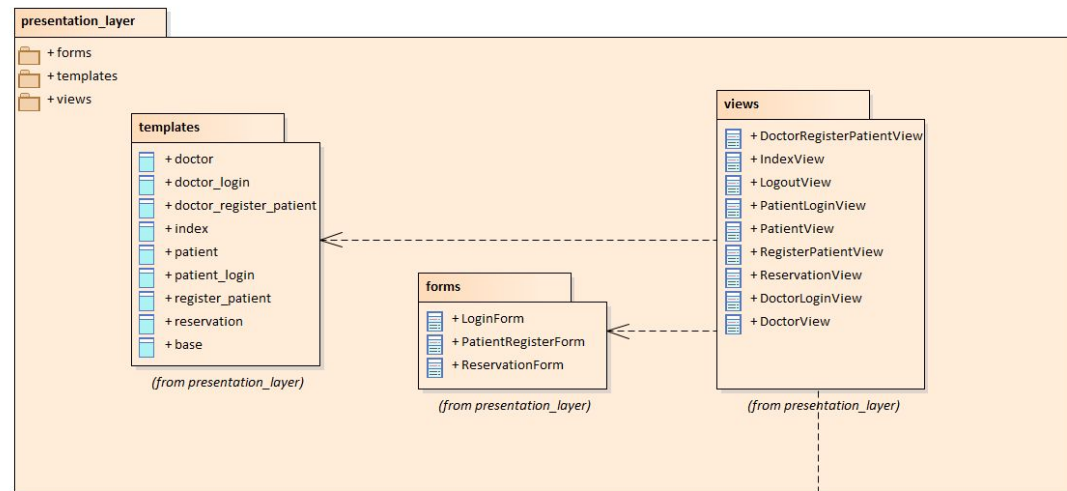 presentation_layer
+ forms
+ templates
+ views
templates
+ doctor
+ doctor_login
+ doctor_register_patient
+ index
+ patient
+ patient_login
+ register_patient
+ reservation
+ base
(from presentation_layer)
forms
+ LoginForm
+ PatientRegisterForm
+ ReservationForm
(from presentation_layer)
views
+ DoctorRegisterPatientView
+ IndexView
+ LogoutView
+ PatientLoginView
+ PatientView
+ RegisterPatientView
+ ReservationView
+ DoctorLoginView
+ DoctorView
(from presentation_layer)